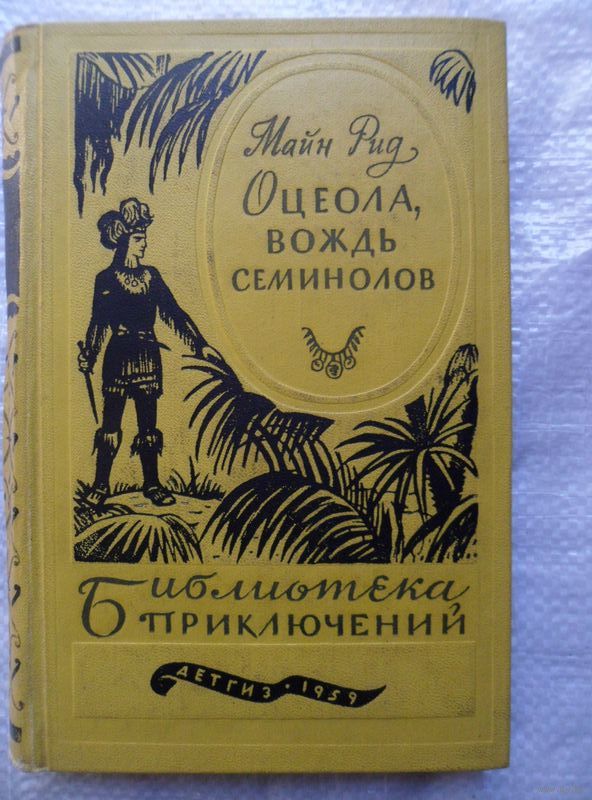 Майн Рид
Оцеола,
вождь
семинолов
Библиотека
приключений
ДЕТГИЗ • 1959